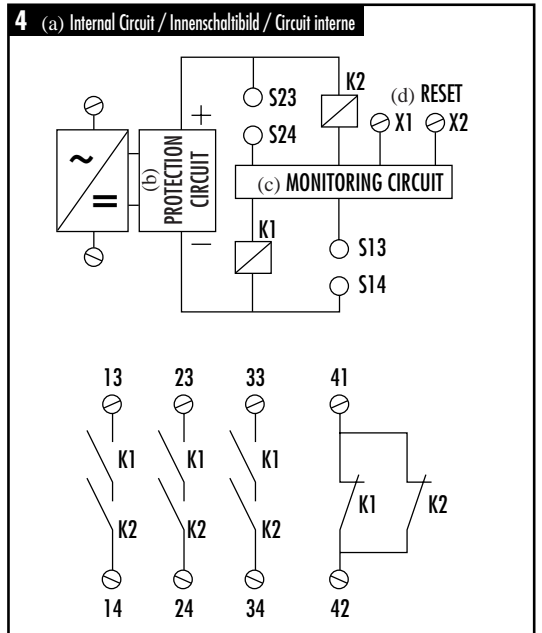 4 (a) Internal Circuit / Innenschaltibild / Circuit interne
K2
(d) RESET
S23
X1 X2
S24
+
~
=
(b) PROTECTION CIRCUIT
(c) MONITORING CIRCUIT
K1
–
S13
S14
13 23 33 41
K1 K1 K1
K2 K2 K2
K1 K2
14 24 34 42